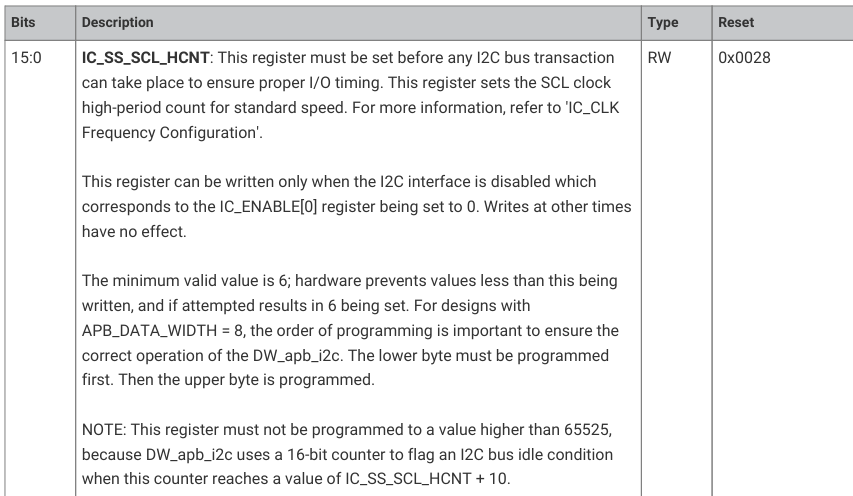 Bits Description Type Reset
15:0 IC_SS_SCL_HCNT: This register must be set before any I2C bus transaction RW 0x0028
can take place to ensure proper I/O timing. This register sets the SCL clock
high-period count for standard speed. For more information, refer to 'IC_CLK
Frequency Configuration'.
This register can be written only when the I2C interface is disabled which
corresponds to the IC_ENABLE[0] register being set to 0. Writes at other times
have no effect.
The minimum valid value is 6; hardware prevents values less than this being
written, and if attempted results in 6 being set. For designs with
APB_DATA_WIDTH = 8, the order of programming is important to ensure the
correct operation of the DW_apb_i2c. The lower byte must be programmed
first. Then the upper byte is programmed.
NOTE: This register must not be programmed to a value higher than 65525,
because DW_apb_i2c uses a 16-bit counter to flag an I2C bus idle condition
when this counter reaches a value of IC_SS_SCL_HCNT + 10.